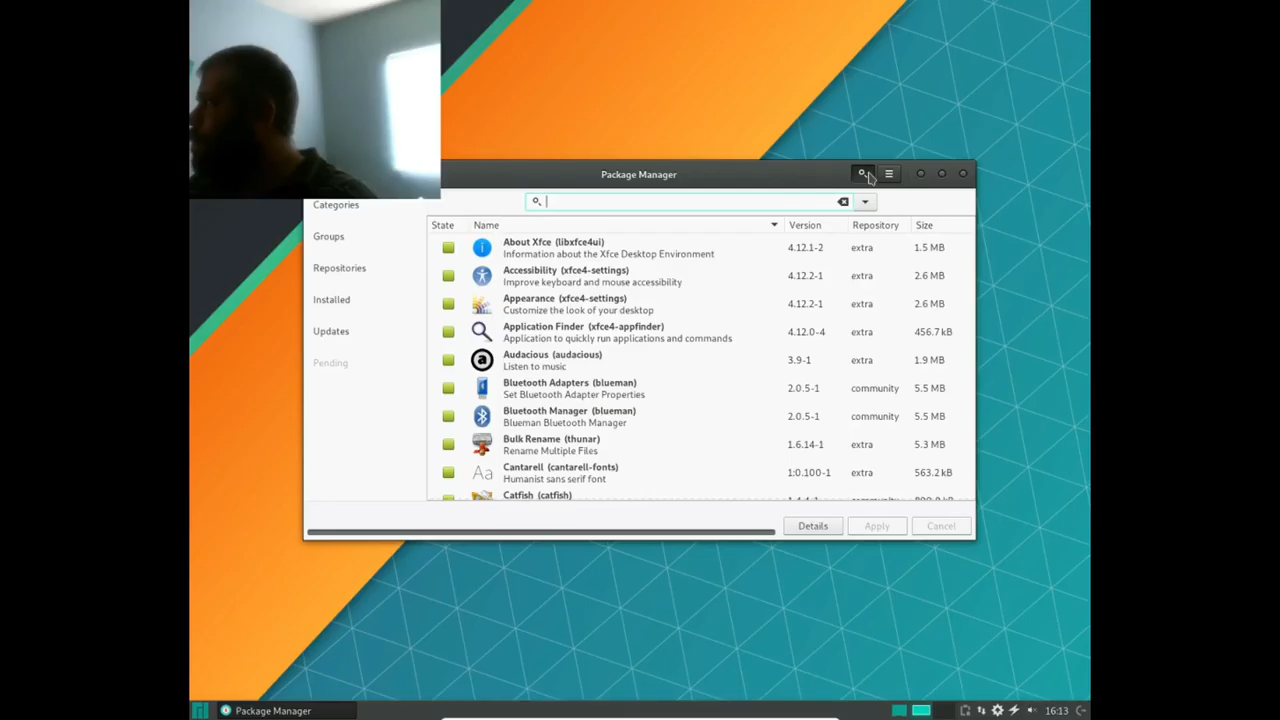 Package Manager
Categories
Groups
Repositories
Installed
Updates
Pending
State Name Version Repository Size
About Xfce (libxfce4ui)
Information about the Xfce Desktop Environment
4.12.1-2 extra 1.5 MB
Accessibility (xfce4-settings)
Improve keyboard and mouse accessibility
4.12.2-1 extra 2.6 MB
Appearance (xfce4-settings)
Customize the look of your desktop
4.12.2-1 extra 2.6 MB
Application Finder (xfce4-appfinder)
Application to quickly run applications and commands
4.12.0-4 extra 456.7 kB
Audacious (audacious)
Listen to music
3.9-1 extra 1.9 MB
Bluetooth Adapters (blueman)
Set Bluetooth Adapter Properties
2.0.5-1 community 5.5 MB
Bluetooth Manager (blueman)
Blueman Bluetooth Manager
2.0.5-1 community 5.5 MB
Bulk Rename (thunar)
Rename Multiple Files
1.6.14-1 extra 5.3 MB
Aa
Cantarell (cantarell-fonts)
Humanist sans serif font
1:0.100-1 extra 563.2 kB
Catfish (catfish)
Details Apply Cancel
Package Manager
16:13